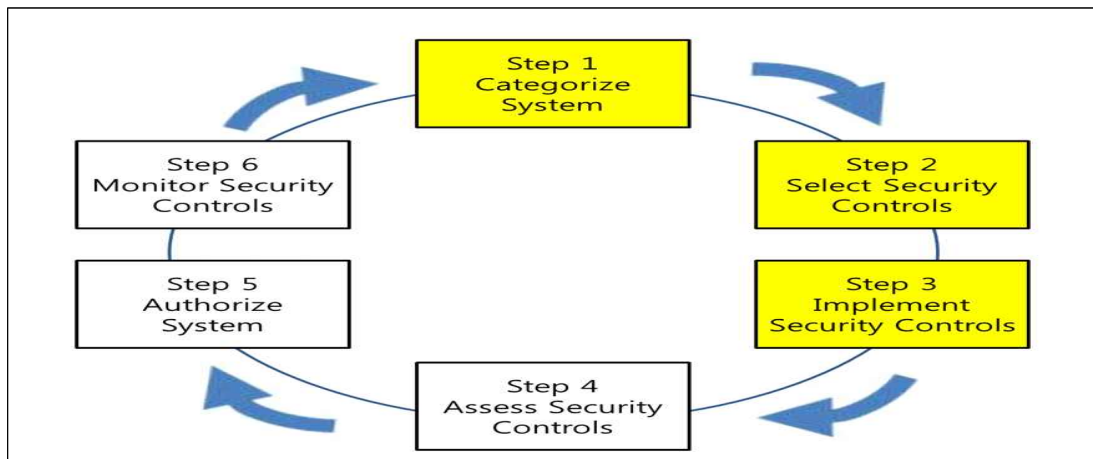 Step 1
Categorize
System
Step 2
Select Security
Controls
Step 3
Implement
Security Controls
Step 4
Assess Security
Controls
Step 5
Authorize
System
Step 6
Monitor Security
Controls